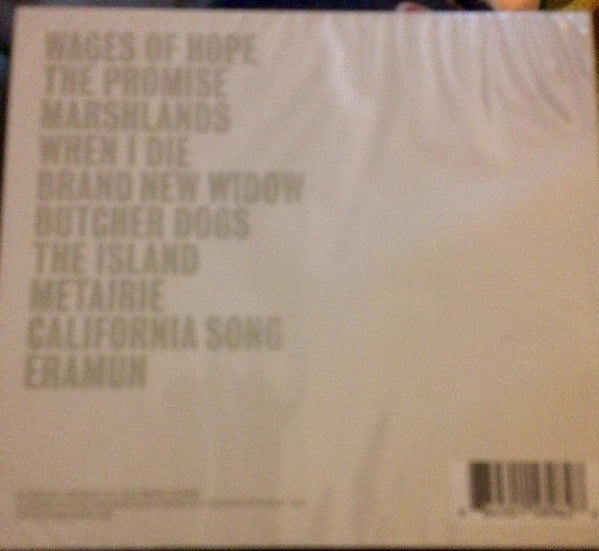 WAGES OF HOPE
THE PROMISE
MARSHLANDS
WHEN I DIE
BRAND NEW WIDOW
BUTCHER DOGS
THE ISLAND
METAIRIE
CALIFORNIA SONG
ERAMUN